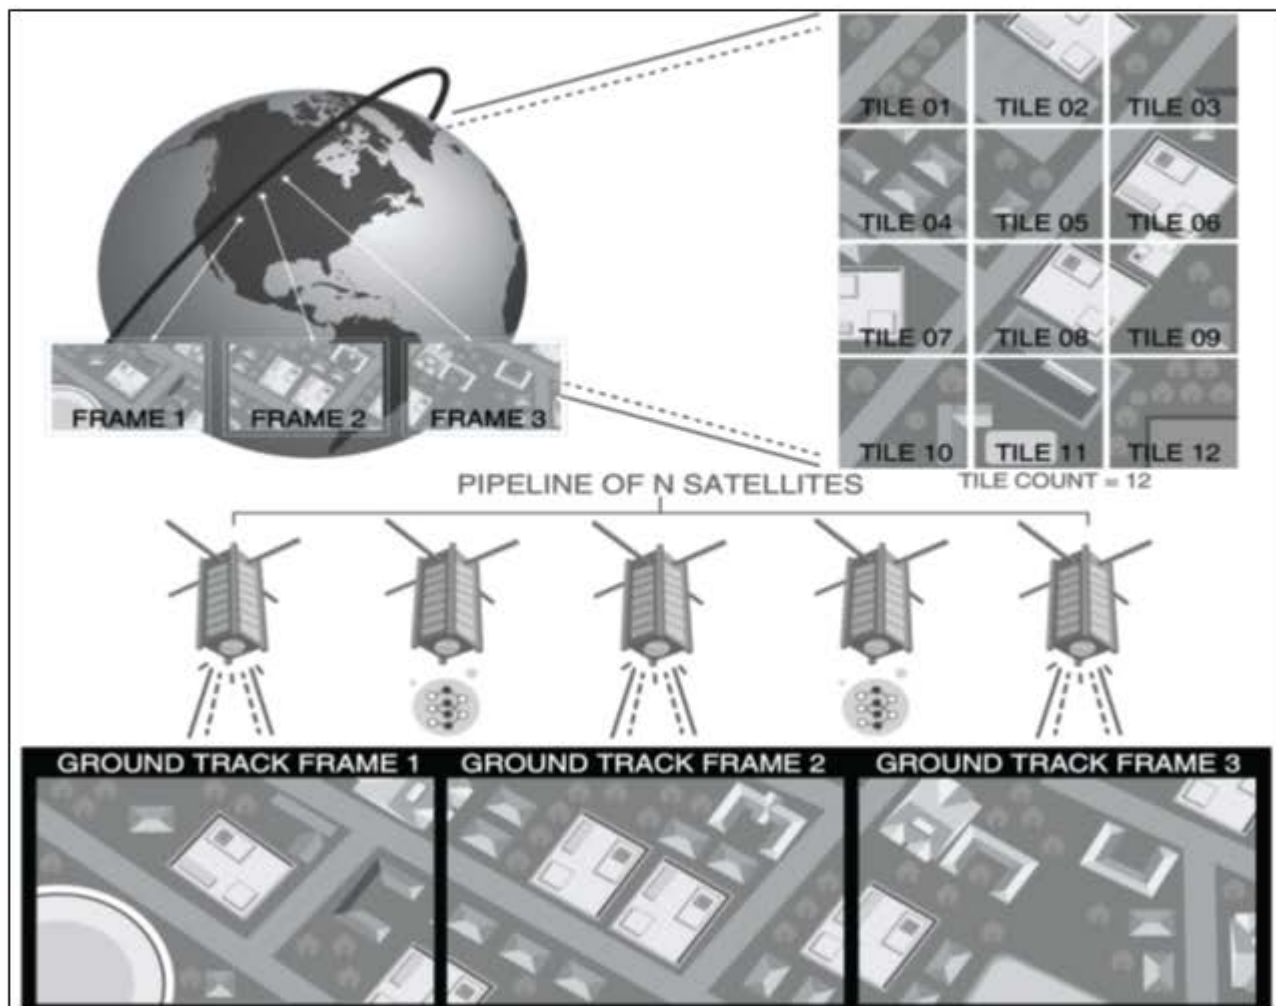 TILE 01 TILE 02 TILE 03
TILE 04 TILE 05 TILE 06
TILE 07 TILE 08 TILE 09
TILE 10 TILE 11 TILE 12
TILE COUNT = 12
FRAME 1 FRAME 2 FRAME 3
PIPELINE OF N SATELLITES
GROUND TRACK FRAME 1 GROUND TRACK FRAME 2 GROUND TRACK FRAME 3